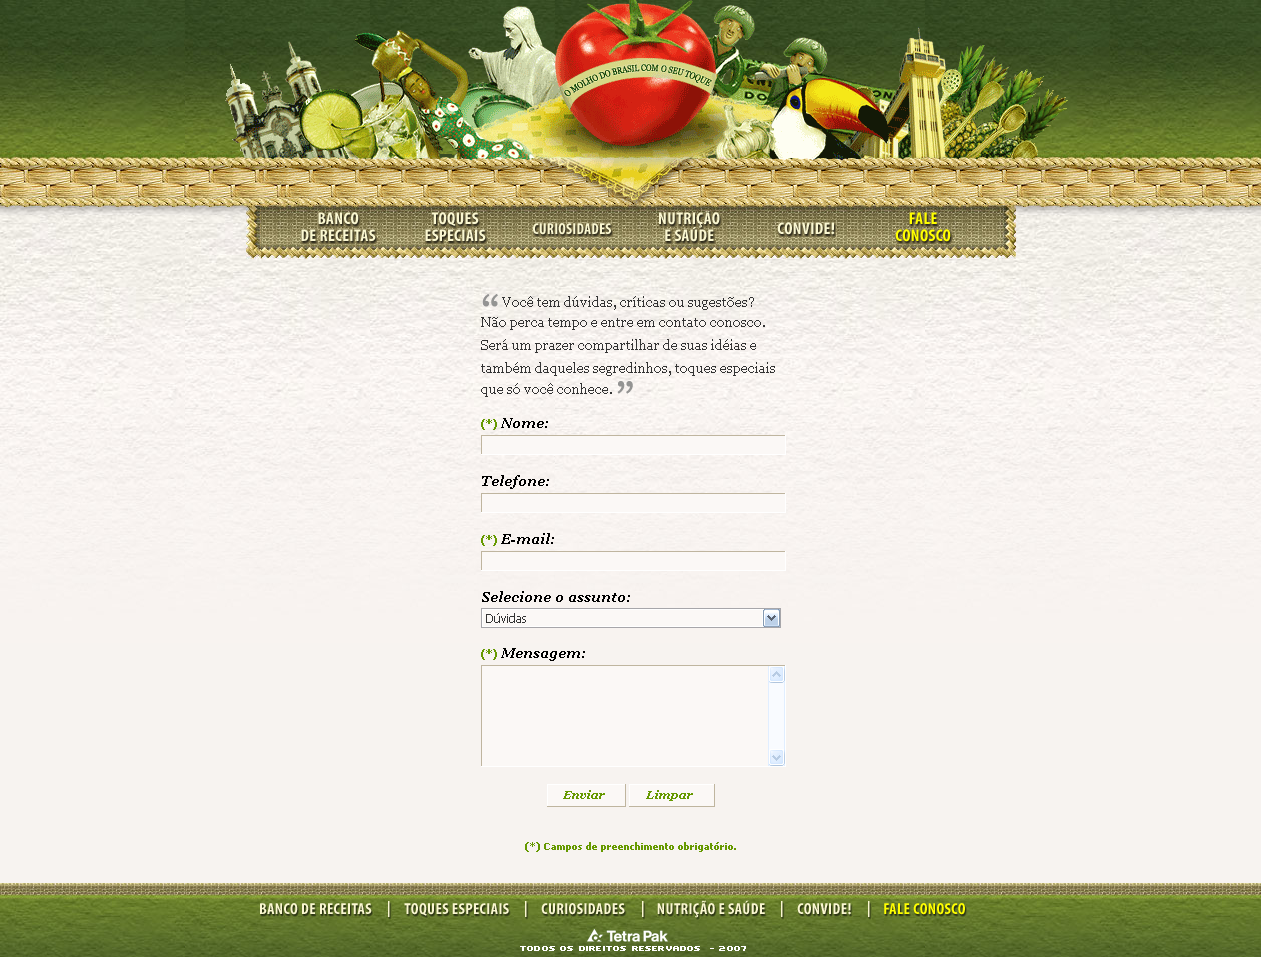 O MOLHO DO BRASIL COM O SEU TOQUE
BANCO
DE RECEITAS
TOQUES
ESPECIAIS
CURIOSIDADES
NUTRIÇÃO
E SAÚDE
CONVIDE!
FALE
CONOSCO
“ Você tem dúvidas, críticas ou sugestões?
Não perca tempo e entre em contato conosco.
Será um prazer compartilhar de suas idéias e
também daqueles segredinhos, toques especiais
que só você conhece. ”
(*) Nome:
Telefone:
(*) E-mail:
Selecione o assunto:
Dúvidas
(*) Mensagem:
Enviar Limpar
(*) Campos de preenchimento obrigatório.
BANCO DE RECEITAS | TOQUES ESPECIAIS | CURIOSIDADES | NUTRIÇÃO E SAÚDE | CONVIDE! | FALE CONOSCO
Tetra Pak
TODOS OS DIREITOS RESERVADOS - 2007